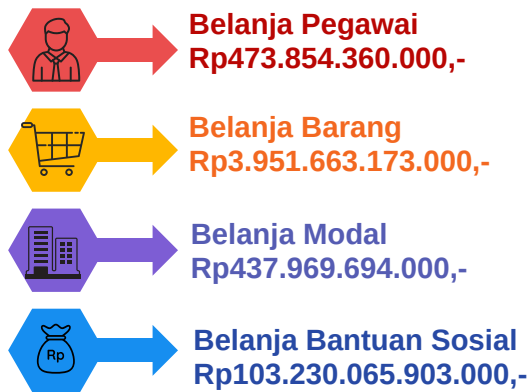 Belanja Pegawai
Rp473.854.360.000,-
Belanja Barang
Rp3.951.663.173.000,-
Belanja Modal
Rp437.969.694.000,-
Rp
Belanja Bantuan Sosial
Rp103.230.065.903.000,-